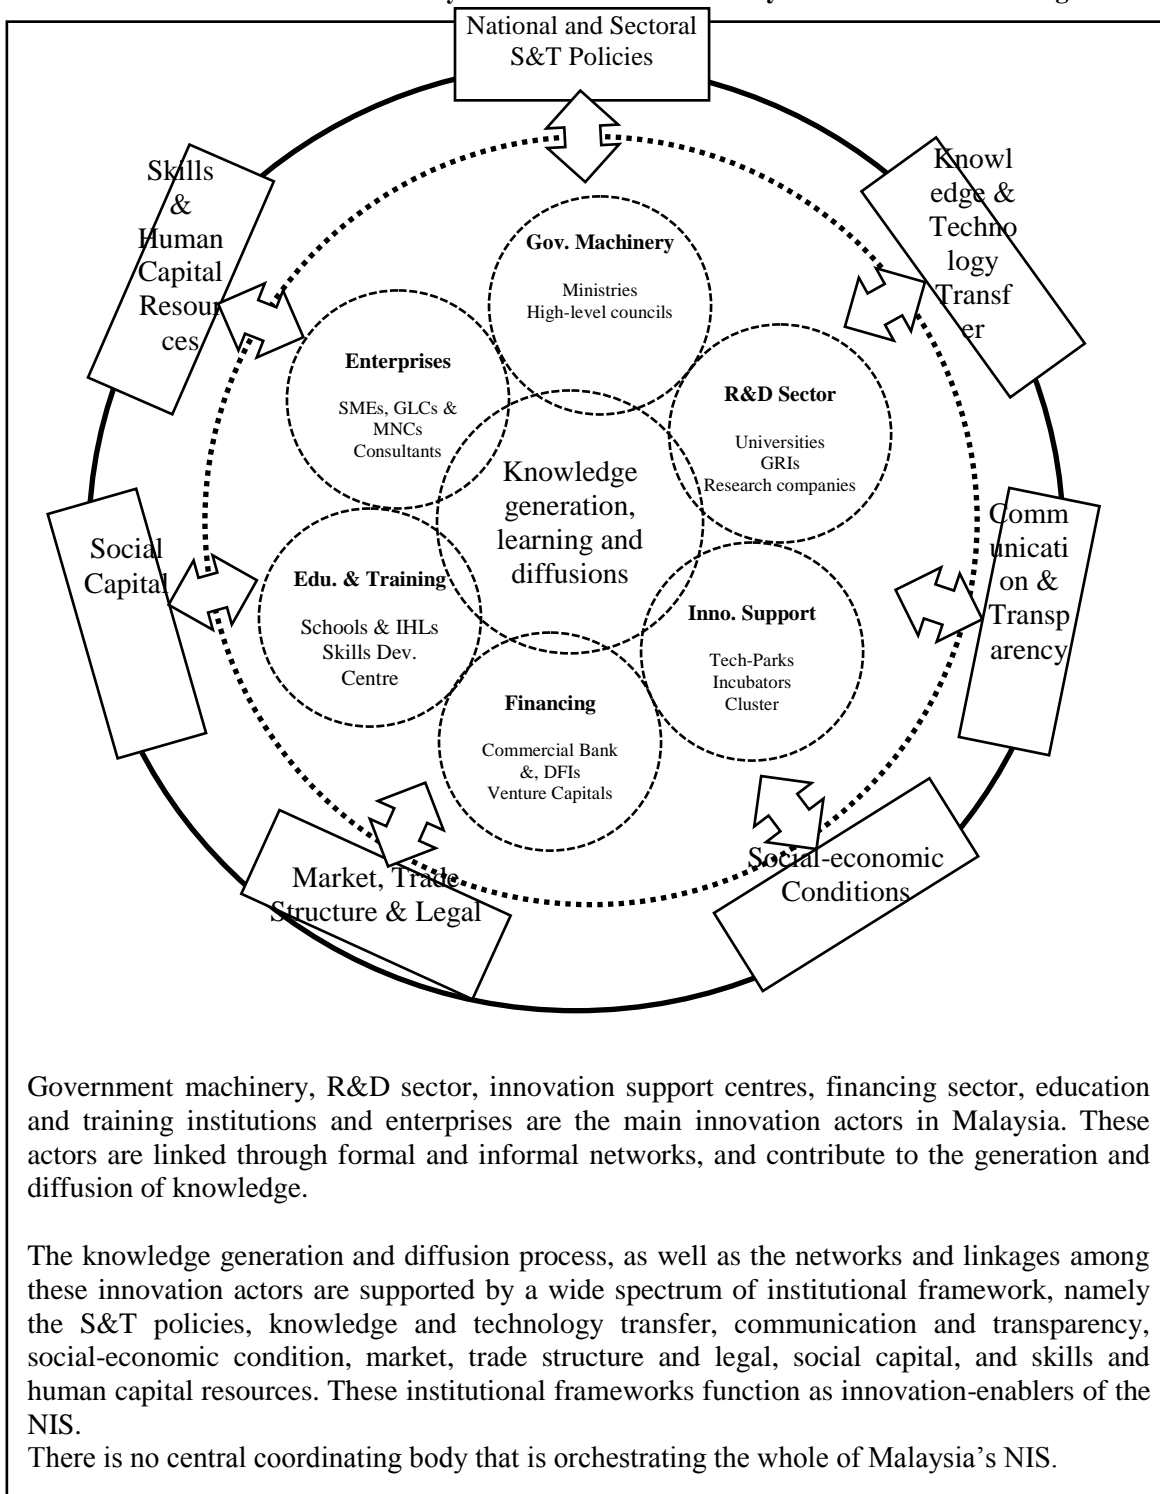 National and Sectoral
S&T Policies
Skills
&
Human
Capital
Resour
ces
Knowl
edge &
Techno
logy
Transf
er
Gov. Machinery
Ministries
High-level councils
Enterprises
SMEs, GLCs &
MNCs
Consultants
R&D Sector
Universities
GRIs
Research companies
Knowledge
generation,
learning and
diffusions
Social
Capital
Comm
unicati
on &
Transp
arency
Edu. & Training
Schools & IHLs
Skills Dev.
Centre
Inno. Support
Tech-Parks
Incubators
Cluster
Financing
Commercial Bank
&, DFIs
Venture Capitals
Market, Trade
Structure & Legal
Social-economic
Conditions
Government machinery, R&D sector, innovation support centres, financing sector, education
and training institutions and enterprises are the main innovation actors in Malaysia. These
actors are linked through formal and informal networks, and contribute to the generation and
diffusion of knowledge.
The knowledge generation and diffusion process, as well as the networks and linkages among
these innovation actors are supported by a wide spectrum of institutional framework, namely
the S&T policies, knowledge and technology transfer, communication and transparency,
social-economic condition, market, trade structure and legal, social capital, and skills and
human capital resources. These institutional frameworks function as innovation-enablers of the
NIS.
There is no central coordinating body that is orchestrating the whole of Malaysia's NIS.